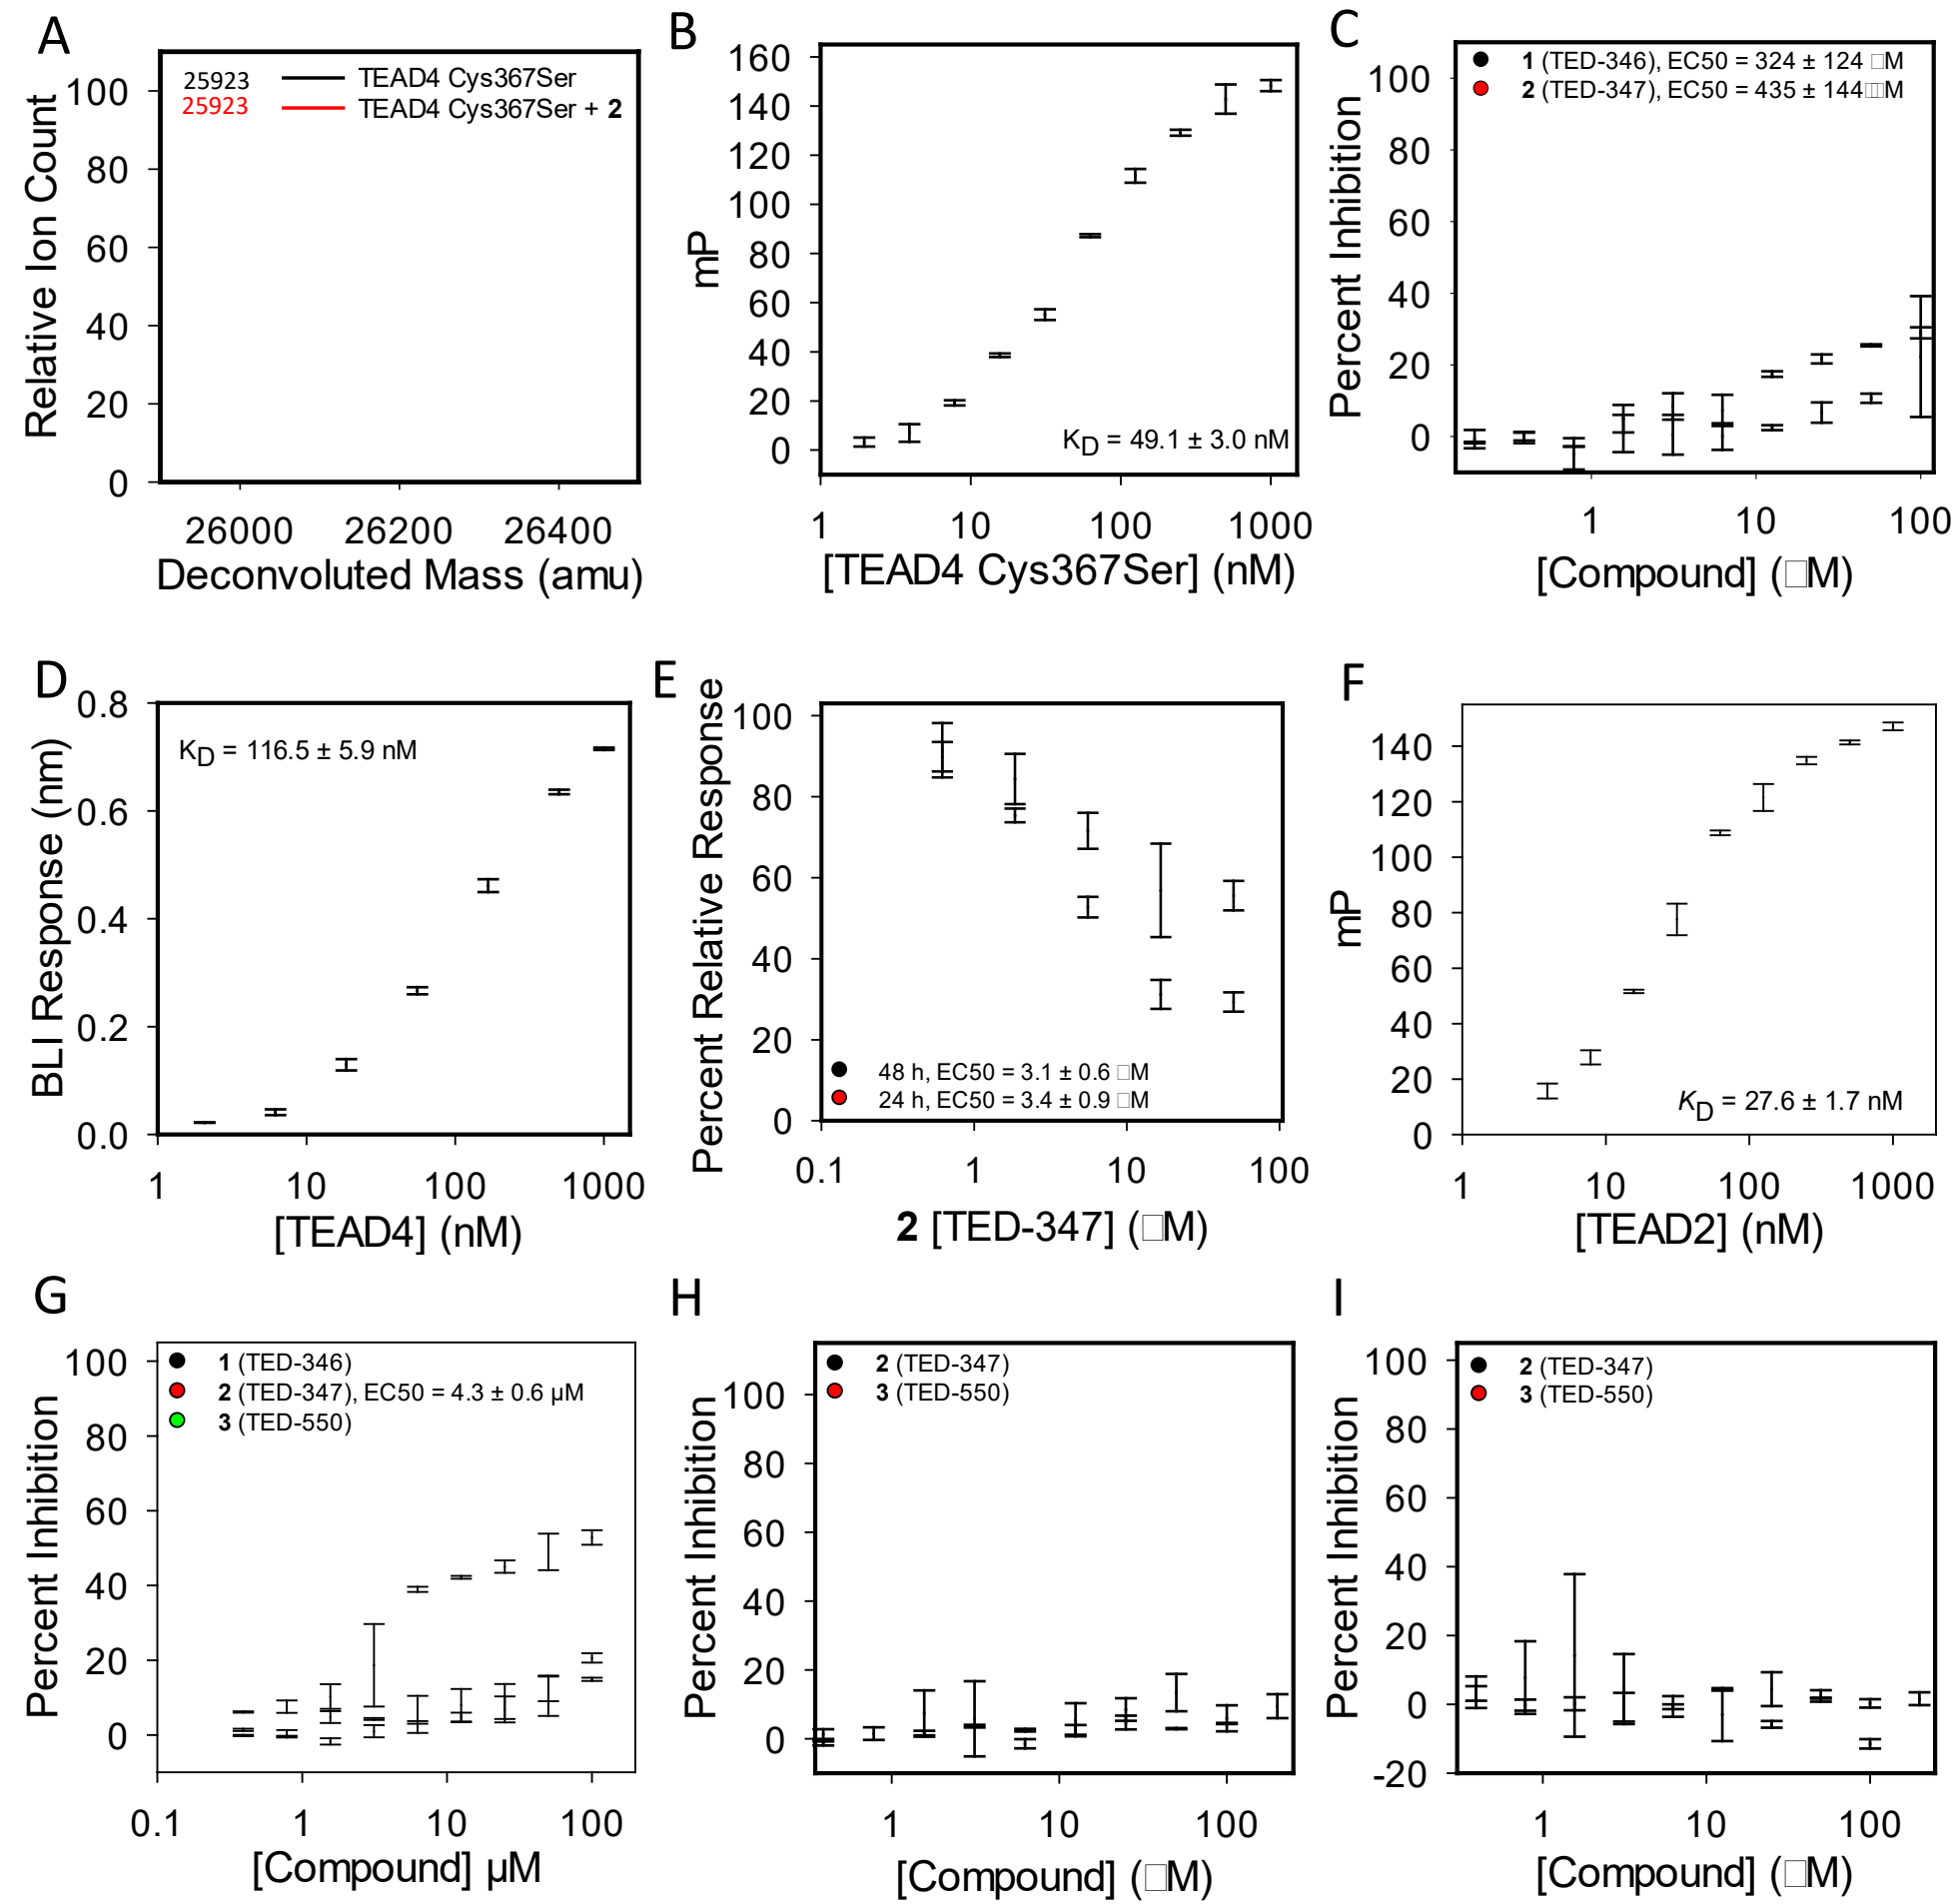 A
100
80
60
40
20
0
Relative Ion Count
25923 TEAD4 Cys367Ser
25923 TEAD4 Cys367Ser + 2
26000 26200 26400
Deconvoluted Mass (amu)
B
160
140
120
100
80
60
40
20
0
mP
KD = 49.1 ± 3.0 nM
1 10 100 1000
[TEAD4 Cys367Ser] (nM)
C
100
80
60
40
20
0
Percent Inhibition
1 (TED-346), EC50 = 324 ± 124 □M
2 (TED-347), EC50 = 435 ± 144□M
1 10 100
[Compound] (□M)
D
0.8
0.6
0.4
0.2
0.0
BLI Response (nm)
KD = 116.5 ± 5.9 nM
1 10 100 1000
[TEAD4] (nM)
E
100
80
60
40
20
0
Percent Relative Response
48 h, EC50 = 3.1 ± 0.6 □M
24 h, EC50 = 3.4 ± 0.9 □M
0.1 1 10 100
2 [TED-347] (□M)
F
140
120
100
80
60
40
20
0
mP
KD = 27.6 ± 1.7 nM
1 10 100 1000
[TEAD2] (nM)
G
100
80
60
40
20
0
Percent Inhibition
1 (TED-346)
2 (TED-347), EC50 = 4.3 ± 0.6 µM
3 (TED-550)
0.1 1 10 100
[Compound] µM
H
100
80
60
40
20
0
Percent Inhibition
2 (TED-347)
3 (TED-550)
1 10 100
[Compound] (□M)
I
100
80
60
40
20
0
-20
Percent Inhibition
2 (TED-347)
3 (TED-550)
1 10 100
[Compound] (□M)